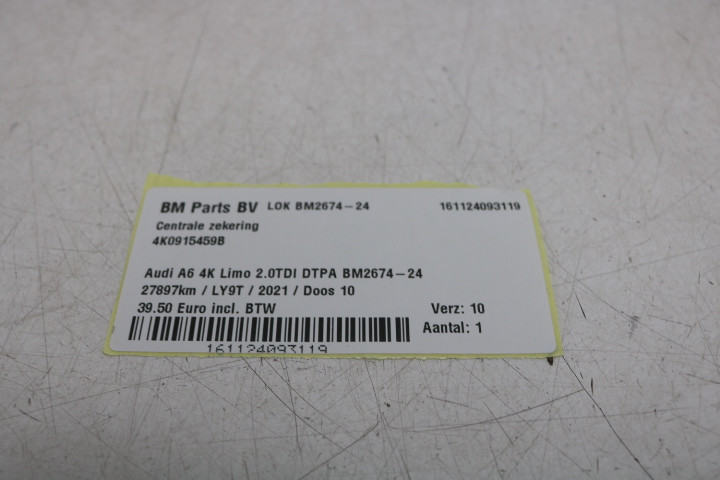 BM Parts BV LOK BM2674-24 161124093119
Centrale zekering
4K0915459B
Audi A6 4K Limo 2.0TDI DTPA BM2674-24
27897km / LY9T / 2021 / Doos 10
39.50 Euro incl. BTW Verz: 10
Aantal: 1
161124093119